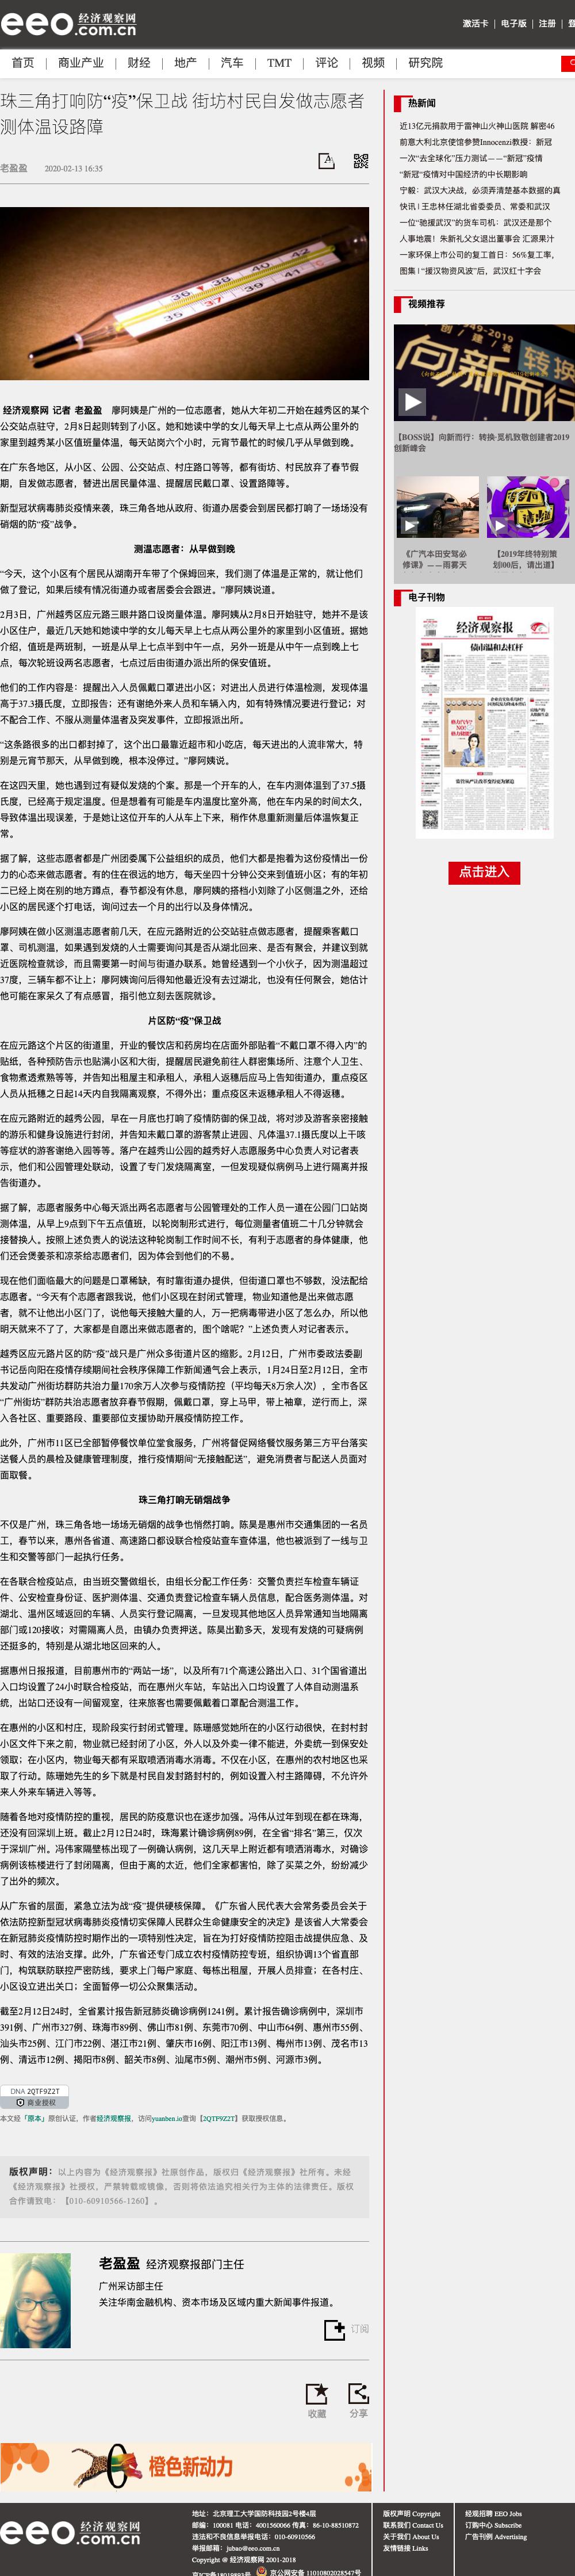 eeo 经济观察网
.com.cn
激活卡 | 电子版 | 注册 | 登
首页 | 商业产业 | 财经 | 地产 | 汽车 | TMT | 评论 | 视频 | 研究院
珠三角打响防“疫”保卫战 街坊村民自发做志愿者
测体温设路障
老盈盈 2020-02-13 16:35
经济观察网 记者 老盈盈 廖阿姨是广州的一位志愿者，她从大年初二开始在越秀区的某个
公交站点驻守，2月8日起则转到了小区。她和她读中学的女儿每天早上七点从两公里外的
家里到越秀某小区值班量体温，每天站岗六个小时，元宵节最忙的时候几乎从早做到晚。
在广东各地区，从小区、公园、公交站点、村庄路口等等，都有街坊、村民放弃了春节假
期，自发做志愿者，替进出居民量体温、提醒居民戴口罩、设置路障等。
新型冠状病毒肺炎疫情来袭，珠三角各地从政府、街道办居委会到居民都打响了一场场没有
硝烟的防“疫”战争。
测温志愿者：从早做到晚
“今天，这个小区有个居民从湖南开车带了个保姆回来，我们测了体温是正常的，就让他们
做了登记，如果后续有情况街道办或者居委会会跟进。”廖阿姨说道。
2月3日，广州越秀区应元路三眼井路口设岗量体温。廖阿姨从2月8日开始驻守，她并不是该
小区住户，最近几天她和她读中学的女儿每天早上七点从两公里外的家里到小区值班。据她
介绍，值班是两班制，一班是从早上七点半到中午一点，另外一班是从中午一点到晚上七
点，每次轮班设两名志愿者，七点过后由街道办派出所的保安值班。
他们的工作内容是：提醒出入人员佩戴口罩进出小区；对进出人员进行体温检测，发现体温
高于37.3摄氏度，立即报告；还有谢绝外来人员和车辆入内，如有特殊情况要进行登记；对
不配合工作、不服从测量体温者及突发事件，立即报派出所。
“这条路很多的出口都封掉了，这个出口最靠近超市和小吃店，每天进出的人流非常大，特
别是元宵节那天，从早做到晚，根本没停过。”廖阿姨说。
在这四天里，她也遇到过有疑似发烧的个案。那是一个开车的人，在车内测体温到了37.5摄
氏度，已经高于规定温度。但是想着有可能是车内温度比室外高，他在车内呆的时间太久，
导致体温出现误差，于是她让这位开车的人从车上下来，稍作休息重新测量后体温恢复正
常。
据了解，这些志愿者都是广州团委属下公益组织的成员，他们大都是抱着为这份疫情出一份
力的心态来做志愿者。有的住在很远的地方，每天坐四十分钟公交来到值班小区；有的年初
二已经上岗在别的地方蹲点，春节都没有休息，廖阿姨的搭档小刘除了小区侧温之外，还给
小区的居民逐个打电话，询问过去一个月的出行以及身体情况。
廖阿姨在做小区测温志愿者前几天，在应元路附近的公交站驻点做志愿者，提醒乘客戴口
罩、司机测温，如果遇到发烧的人士需要询问其是否从湖北回来、是否有聚会，并建议到就
近医院检查就诊，而且需要第一时间与街道办联系。她曾经遇到一个小伙子，因为测温超过
37度，三辆车都不让上；廖阿姨询问后得知他最近没有去过湖北，也没有任何聚会，她估计
他可能在家呆久了有点感冒，指引他立刻去医院就诊。
片区防“疫”保卫战
在应元路这个片区的街道里，开业的餐饮店和药房均在店面外部贴着“不戴口罩不得入内”的
贴纸，各种预防告示也贴满小区和大街，提醒居民避免前往人群密集场所、注意个人卫生、
食物煮透煮熟等等，并告知出租屋主和承租人，承租人返穗后应马上告知街道办，重点疫区
人员从抵穗之日起14天内自我隔离观察，不得外出；重点疫区未返穗承租人不得返穗。
在应元路附近的越秀公园，早在一月底也打响了疫情防御的保卫战，将对涉及游客亲密接触
的游乐和健身设施进行封闭，并告知未戴口罩的游客禁止进园、凡体温37.1摄氏度以上干咳
等症状的游客谢绝入园等等。落户在越秀山公园的越秀好人志愿服务中心负责人对记者表
示，他们和公园管理处联动，设置了专门发烧隔离室，一但发现疑似病例马上进行隔离并报
告街道办。
据了解，志愿者服务中心每天派出两名志愿者与公园管理处的工作人员一道在公园门口站岗
测体温，从早上9点到下午五点值班，以轮岗制形式进行，每位测量者值班二十几分钟就会
接替换人。按照上述负责人的说法这种轮岗制工作时间不长，有利于志愿者的身体健康，他
们还会煲姜茶和凉茶给志愿者们，因为体会到他们的不易。
现在他们面临最大的问题是口罩稀缺，有时靠街道办提供，但街道口罩也不够数，没法配给
志愿者。“今天有个志愿者跟我说，他们小区现在封闭式管理，物业知道他是出来做志愿
者，就不让他出小区门了，说他每天接触大量的人，万一把病毒带进小区了怎么办，所以他
明天就来不了了，大家都是自愿出来做志愿者的，图个啥呢？”上述负责人对记者表示。
越秀区应元路片区的防“疫”战只是广州众多街道片区的缩影。2月12日，广州市委政法委副
书记岳向阳在疫情存续期间社会秩序保障工作新闻通气会上表示，1月24日至2月12日，全市
共发动广州街坊群防共治力量170余万人次参与疫情防控（平均每天8万余人次），全市各区
“广州街坊”群防共治志愿者放弃春节假期，佩戴口罩，穿上马甲，带上袖章，逆行而上，深
入各社区、重要路段、重要部位支援协助开展疫情防控工作。
此外，广州市11区已全部暂停餐饮单位堂食服务，广州将督促网络餐饮服务第三方平台落实
送餐人员的晨检及健康管理制度，推行疫情期间“无接触配送”，避免消费者与配送人员面对
面取餐。
珠三角打响无硝烟战争
不仅是广州，珠三角各地一场场无硝烟的战争也悄然打响。陈昊是惠州市交通集团的一名员
工，春节以来，惠州各省道、高速路口都设联合检疫站查车查体温，他也被派到了一线与卫
生和交警等部门一起执行任务。
在各联合检疫站点，由当班交警做组长，由组长分配工作任务：交警负责拦车检查车辆证
件、公安检查身份证、医护测体温、交通负责登记检查车辆人员信息，配合医务测体温。对
湖北、温州区域返回的车辆、人员实行登记隔离，一旦发现其他地区人员异常通知当地隔离
部门或120接收；对需隔离人员，由镇办负责押送。陈昊出勤多天，发现有发烧的可疑病例
还挺多的，特别是从湖北地区回来的人。
据惠州日报报道，目前惠州市的“两站一场”，以及所有71个高速公路出入口、31个国省道出
入口均设置了24小时联合检疫站，而在惠州火车站，车站出入口均设置了人体自动测温系
统，出站口还设有一间留观室，往来旅客也需要佩戴着口罩配合测温工作。
在惠州的小区和村庄，现阶段实行封闭式管理。陈珊感觉她所在的小区行动很快，在封村封
小区文件下来之前，物业就已经封闭了小区，外人以及外卖一律不能进，外卖统一到保安处
领取；在小区内，物业每天都有采取喷洒消毒水消毒。不仅在小区，在惠州的农村地区也采
取了行动。陈珊她先生的乡下就是村民自发封路封村的，例如设置入村主路障碍，不允许外
来人外来车辆进入等等。
随着各地对疫情防控的重视，居民的防疫意识也在逐步加强。冯伟从过年到现在都在珠海，
还没有回深圳上班。截止2月12日24时，珠海累计确诊病例89例，在全省“排名”第三，仅次
于深圳广州。冯伟家隔壁栋出现了一例确认病例，这几天早上附近都有喷洒消毒水，对确诊
病例该栋楼进行了封闭隔离，但由于离的太近，他们全家都害怕，除了买菜之外，纷纷减少
了出外的频次。
从广东省的层面，紧急立法为战“疫”提供硬核保障。《广东省人民代表大会常务委员会关于
依法防控新型冠状病毒肺炎疫情切实保障人民群众生命健康安全的决定》是该省人大常委会
在新冠肺炎疫情防控时期作出的一项特别性决定，旨在为打好疫情防控阻击战提供应急、及
时、有效的法治支撑。此外，广东省还专门成立农村疫情防控专班，组织协调13个省直部
门，构筑联防联控严密防线，要求上门每户家庭、每栋出租屋，开展人员排查；在各村庄、
小区设立进出关口；全面暂停一切公众聚集活动。
截至2月12日24时，全省累计报告新冠肺炎确诊病例1241例。累计报告确诊病例中，深圳市
391例、广州市327例、珠海市89例、佛山市81例、东莞市70例、中山市64例、惠州市55例、
汕头市25例、江门市22例、湛江市21例、肇庆市16例、阳江市13例、梅州市13例、茂名市13
例、清远市12例、揭阳市8例、韶关市8例、汕尾市5例、潮州市5例、河源市3例。
DNA 2QTF9Z2T
商业授权
本文经「原本」原创认证，作者经济观察报，访问yuanben.io查询【2QTF9Z2T】获取授权信息。
版权声明：以上内容为《经济观察报》社原创作品，版权归《经济观察报》社所有。未经
《经济观察报》社授权，严禁转载或镜像，否则将依法追究相关行为主体的法律责任。版权
合作请致电：【010-60910566-1260】。
老盈盈 经济观察报部门主任
广州采访部主任
关注华南金融机构、资本市场及区域内重大新闻事件报道。
订阅
收藏 分享
橙色新动力
热新闻
近13亿元捐款用于雷神山火神山医院 解密46
前意大利北京使馆参赞Innocenzi教授：新冠
一次“去全球化”压力测试——“新冠”疫情
“新冠”疫情对中国经济的中长期影响
宁毅：武汉大决战，必须弄清楚基本数据的真
快讯 | 王忠林任湖北省委委员、常委和武汉
一位“驰援武汉”的货车司机：武汉还是那个
人事地震！朱新礼父女退出董事会 汇源果汁
一家环保上市公司的复工首日：56%复工率，
图集 | “援汉物资风波”后，武汉红十字会
视频推荐
【BOSS说】向新而行：转换·觅机致敬创建者2019
创新峰会
《广汽本田安驾必
修课》——雨雾天
【2019年终特别策
划|00后，请出道】
电子刊物
经济观察报
债市温和去杠杆
点击进入
eeo 经济观察网
.com.cn
地址：北京理工大学国防科技园2号楼4层
邮编：100081 电话：4001560066 传真：86-10-88510872
违法和不良信息举报电话：010-60910566
举报邮箱：jubao@eeo.com.cn
Copyright @ 经济观察网 2001-2018
京ICP备18019893号 京公网安备 11010802028547号
版权声明 Copyright
联系我们 Contact Us
关于我们 About Us
友情链接 Links
经观招聘 EEO Jobs
订购中心 Subscribe
广告刊例 Advertising